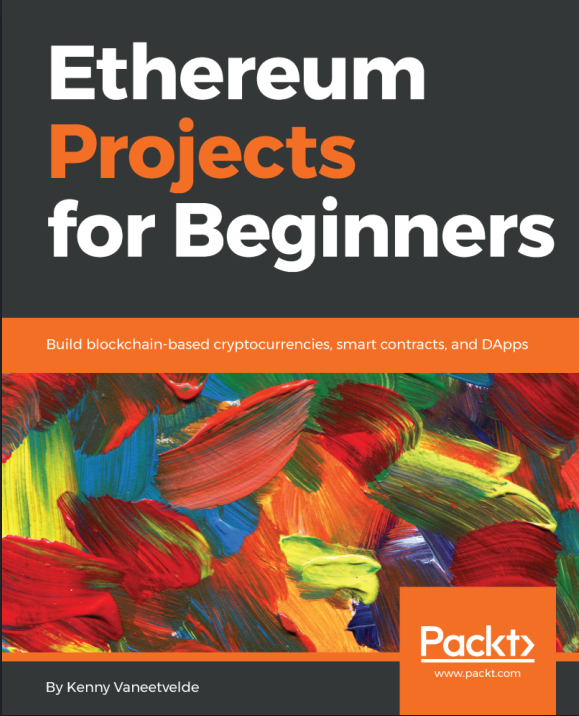 Ethereum
Projects
for Beginners
Build blockchain-based cryptocurrencies, smart contracts, and DApps
Packt>
www.packt.com
By Kenny Vaneetvelde